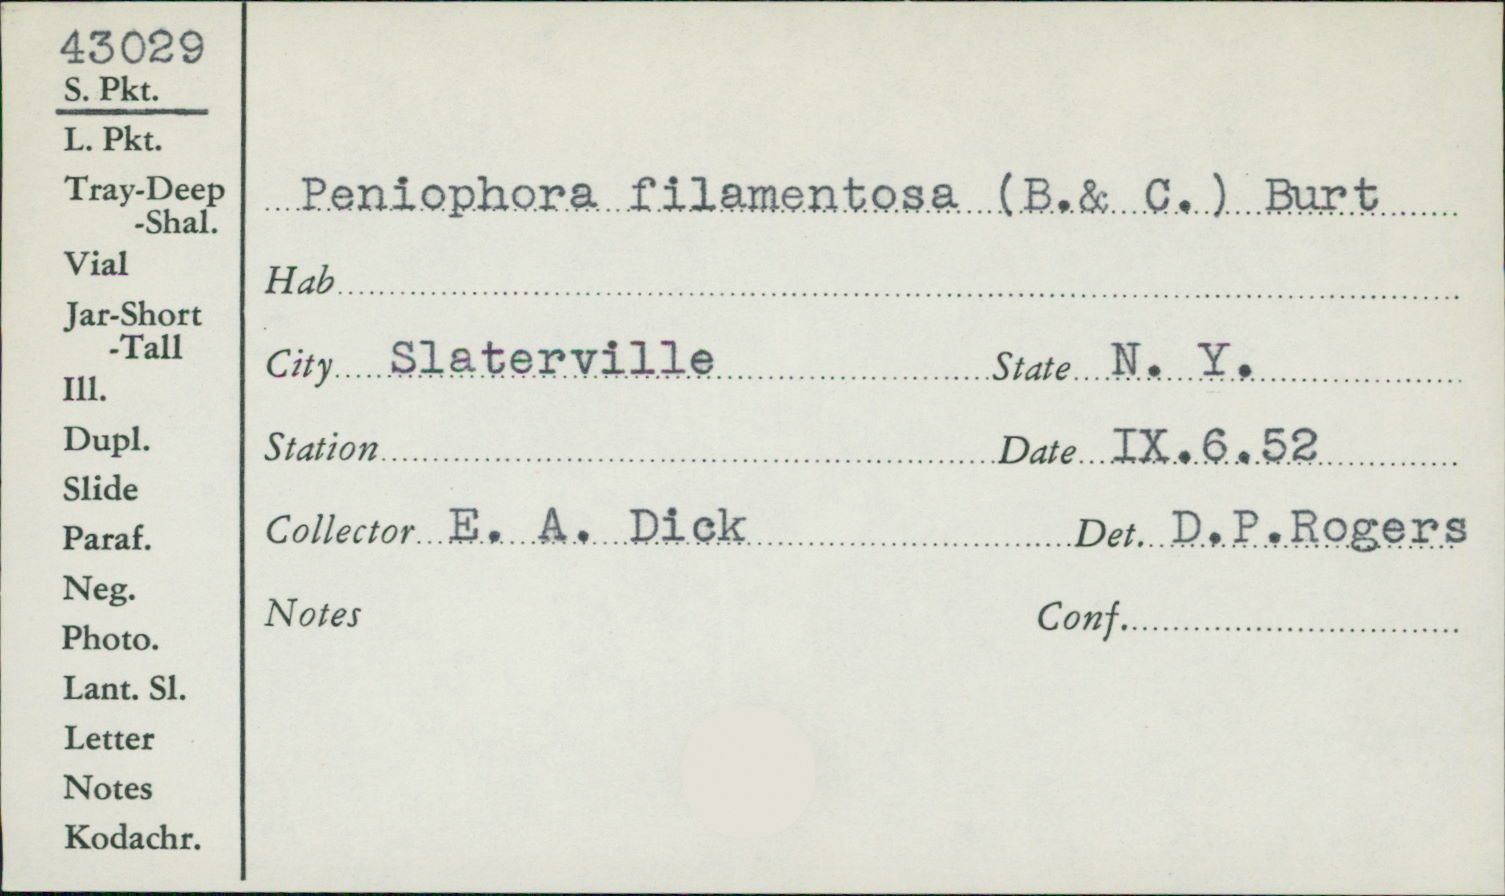 43029
S. Pkt.
L. Pkt.
Tray-Deep
-Shal.
Vial
Jar-Short
-Tall
Ill.
Dupl.
Slide
Paraf.
Neg.
Photo.
Lant. Sl.
Letter
Notes
Kodachr.
Peniophora filamentosa (B.& C.) Burt
Hab
City Slaterville State N. Y.
Station Date IX.6.52
Collector E. A. Dick Det. D.P.Rogers
Notes Conf.